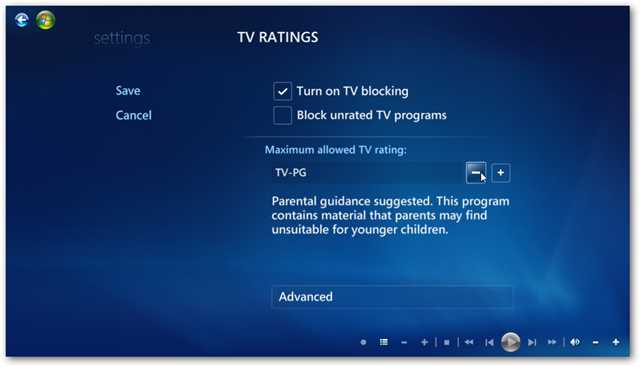 settings
TV RATINGS
Save
Cancel
Turn on TV blocking
Block unrated TV programs
Maximum allowed TV rating:
TV-PG
Parental guidance suggested. This program
contains material that parents may find
unsuitable for younger children.
Advanced